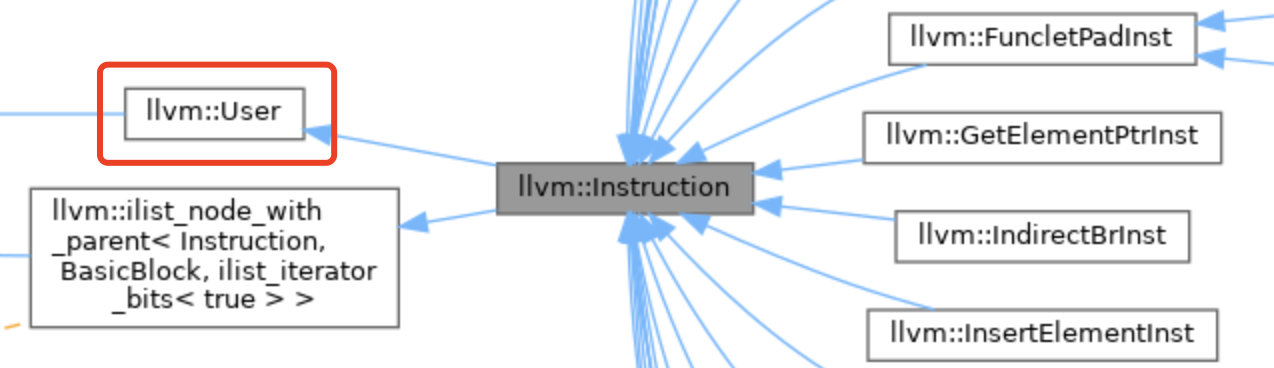 llvm::User
llvm::ilist_node_with
_parent< Instruction,
BasicBlock, ilist_iterator
_bits< true > >
llvm::Instruction
llvm::FuncletPadInst
llvm::GetElementPtrInst
llvm::IndirectBrInst
llvm::InsertElementInst